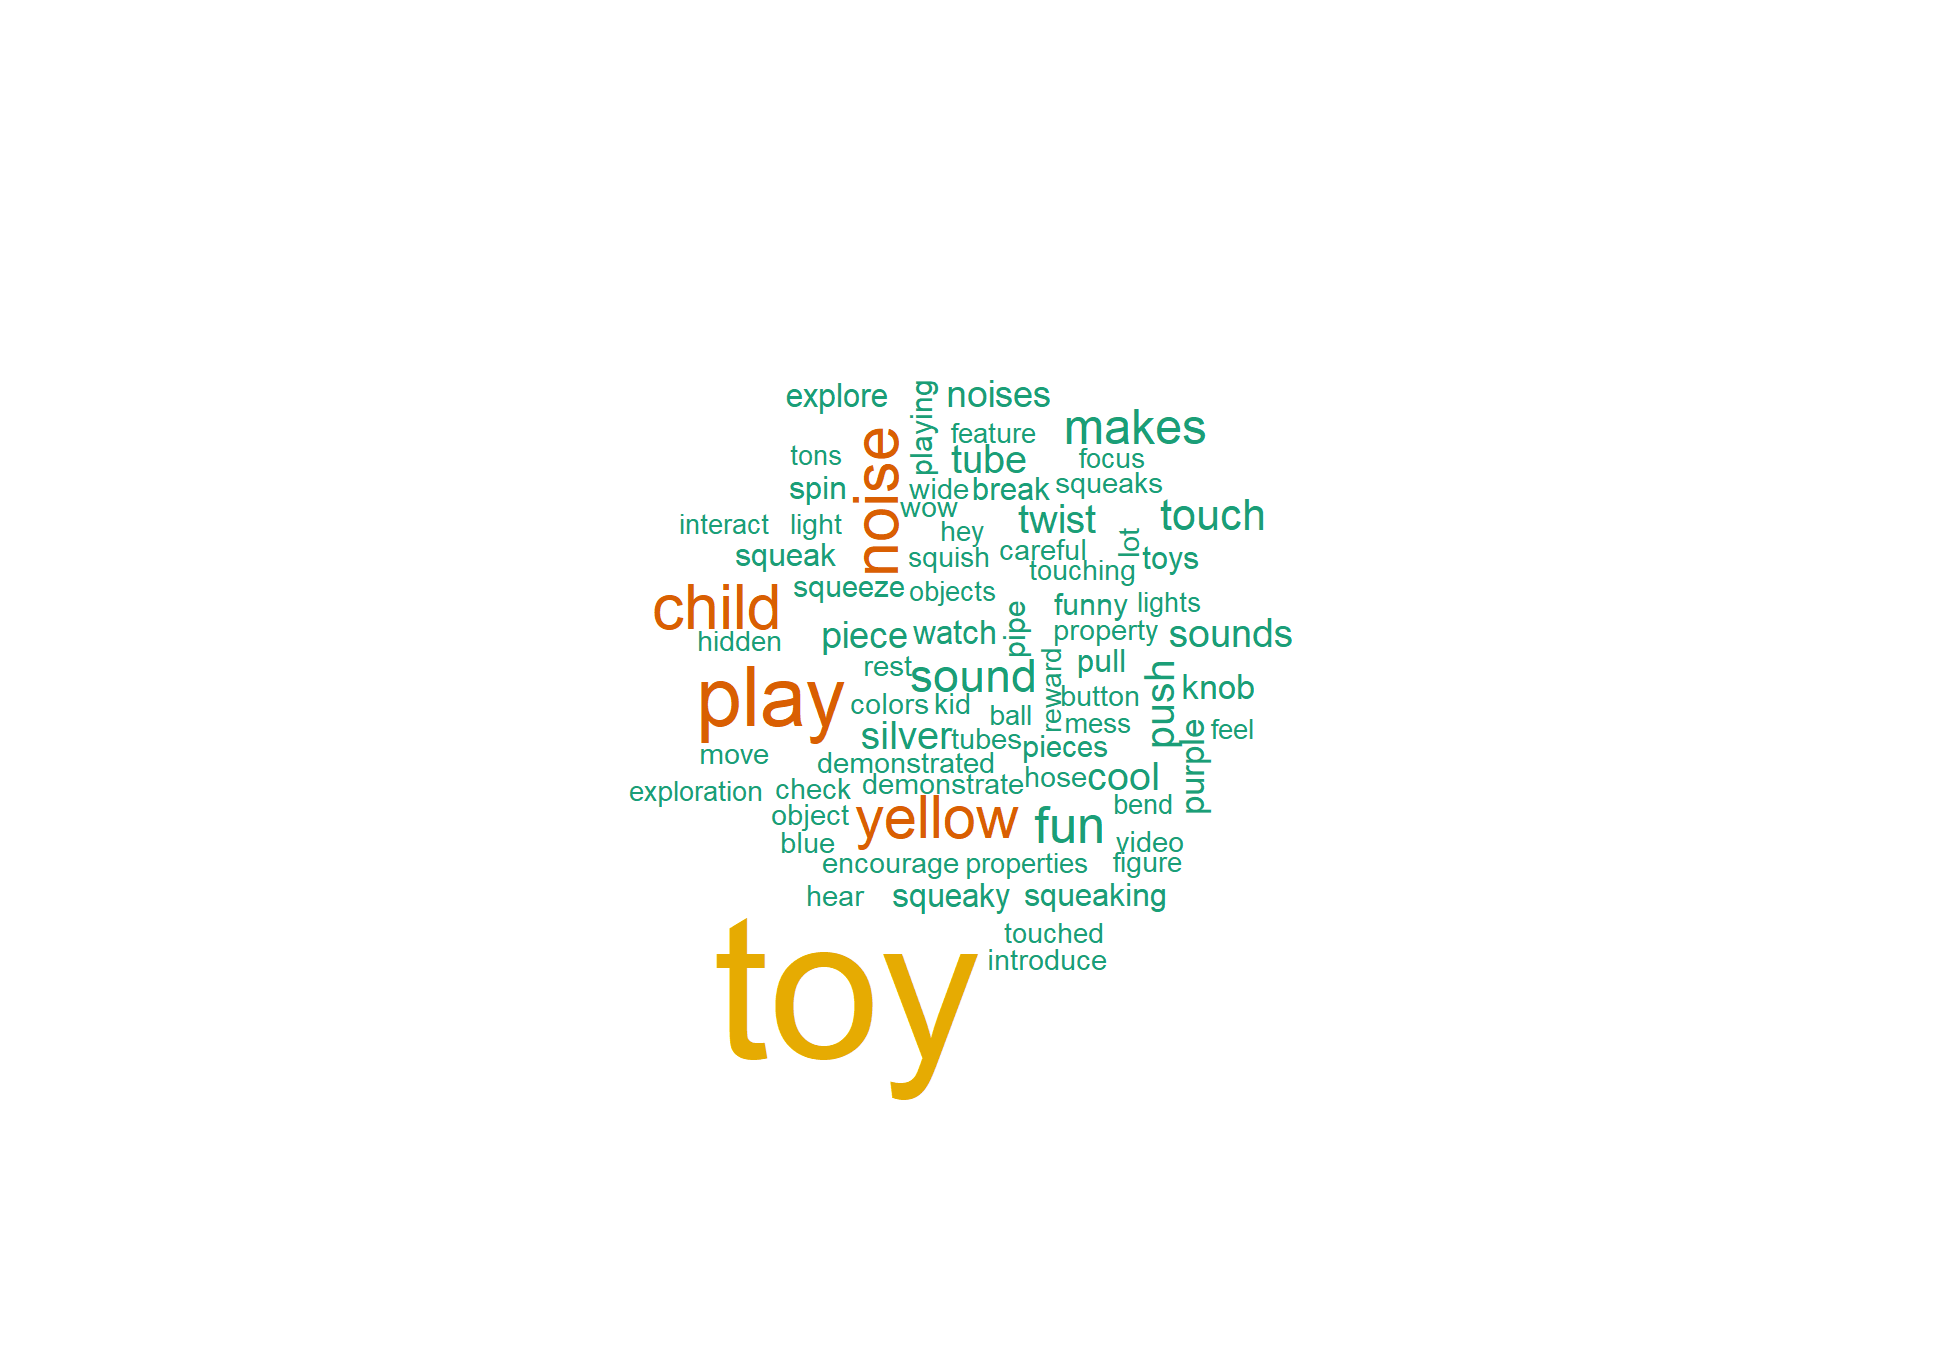 explore
playing
noises
makes
feature
noise
tons
tube
focus
spin
wide
break
squeaks
wow
interact
light
hey
twist
touch
squeak
squish
careful
lot
toys
touching
child
squeeze
objects
funny
lights
hidden
piece
watch
pipe
property
sounds
rest
sound
reward
pull
push
knob
play
colors
kid
ball
button
silver
tubes
mess
purple
feel
move
demonstrated
pieces
exploration
check
demonstrate
hose
cool
object
yellow
fun
bend
blue
video
encourage
properties
figure
hear
squeaky
squeaking
touched
introduce
toy